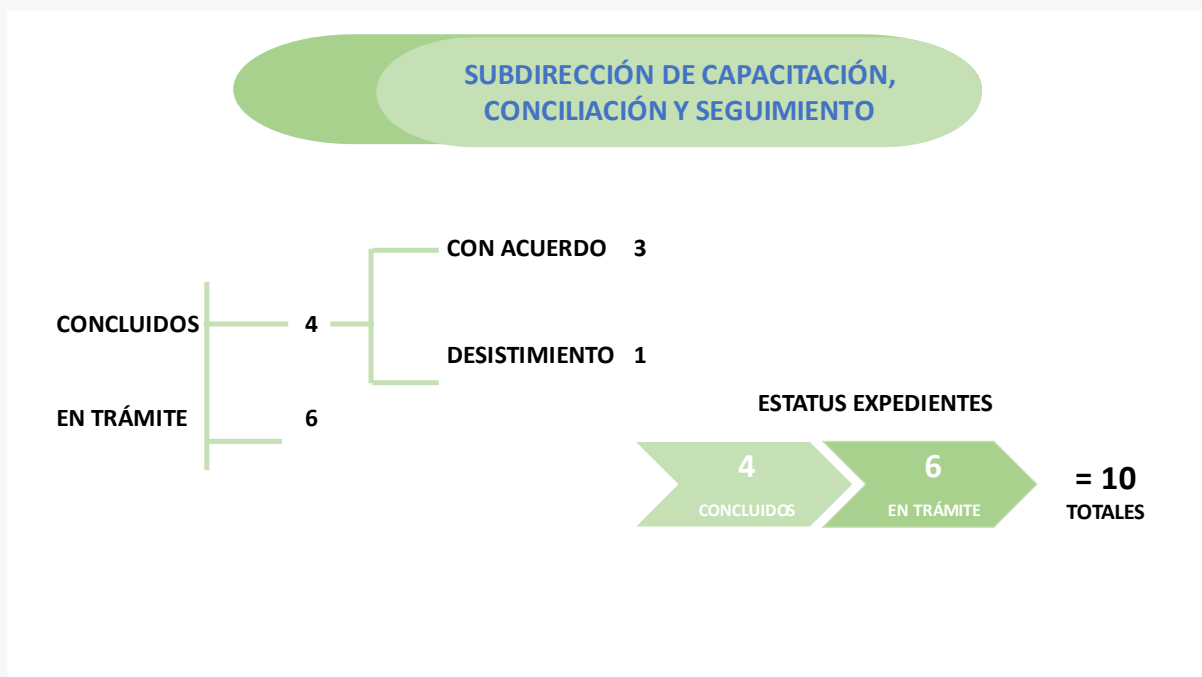 SUBDIRECCIÓN DE CAPACITACIÓN,
CONCILIACIÓN Y SEGUIMIENTO
CON ACUERDO 3
CONCLUIDOS 4
DESISTIMIENTO 1
EN TRÁMITE 6
ESTATUS EXPEDIENTES
4
CONCLUIDOS
6
EN TRÁMITE
= 10
TOTALES